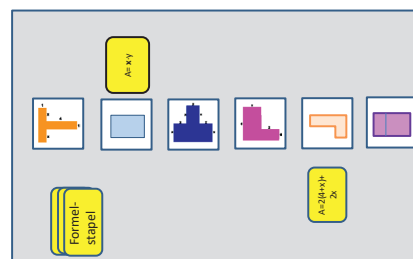 A= x·y
Formel-
stapel
A=2(4+x)+
2x